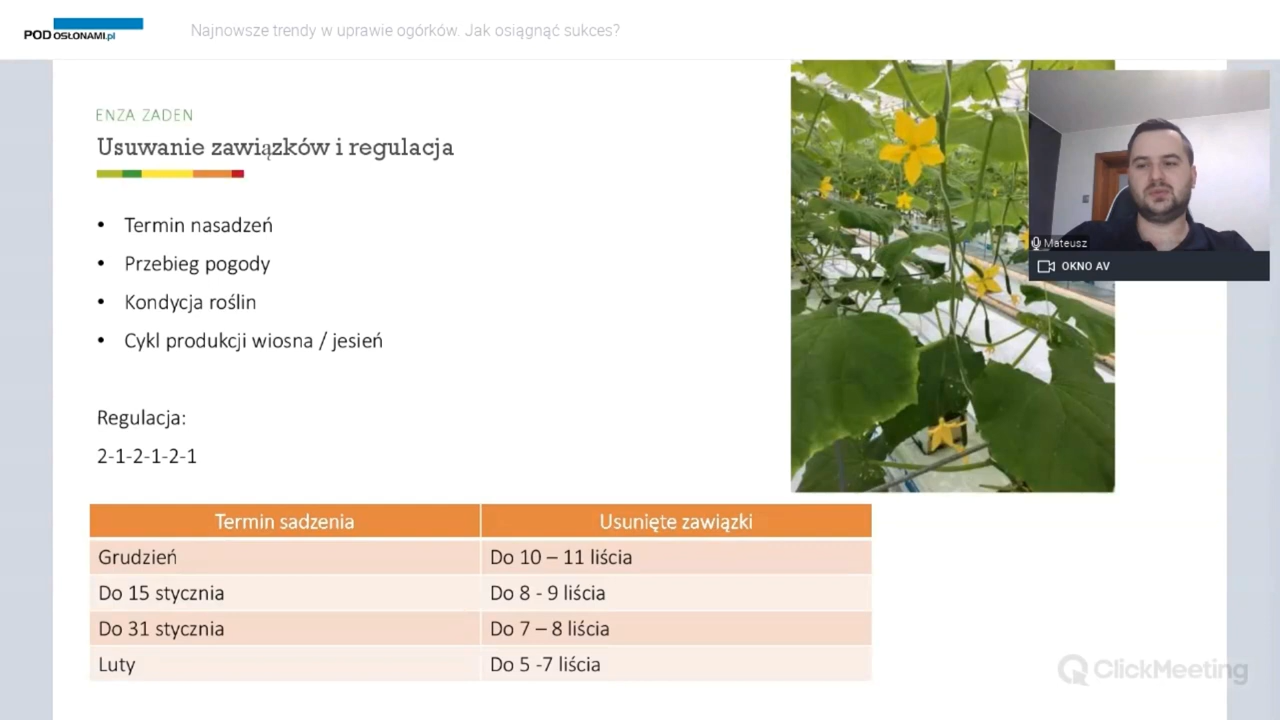 POD OSŁONAMI.pl
Najnowsze trendy w uprawie ogórków. Jak osiągnąć sukces?
ENZA ZADEN
Usuwanie zawiązków i regulacja
• Termin nasadzeń
• Przebieg pogody
• Kondycja roślin
• Cykl produkcji wiosna / jesień
Regulacja:
2-1-2-1-2-1
Termin sadzenia Usunięte zawiązki
Grudzień Do 10 – 11 liścia
Do 15 stycznia Do 8 - 9 liścia
Do 31 stycznia Do 7 – 8 liścia
Luty Do 5 -7 liścia
Mateusz
OKNO AV
ClickMeeting